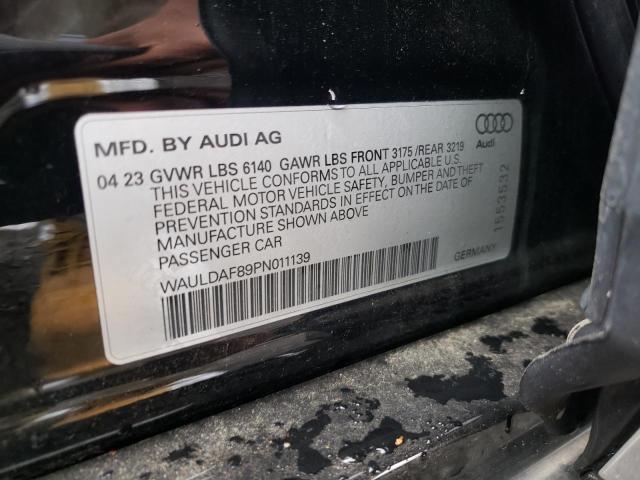 MFD. BY AUDI AG
Audi
04 23 GVWR LBS 6140 GAWR LBS FRONT 3175 /REAR 3219
THIS VEHICLE CONFORMS TO ALL APPLICABLE U.S.
FEDERAL MOTOR VEHICLE SAFETY, BUMPER AND THEFT
PREVENTION STANDARDS IN EFFECT ON THE DATE OF
MANUFACTURE SHOWN ABOVE
PASSENGER CAR
WAULDAF89PN011139
GERMANY
1553532